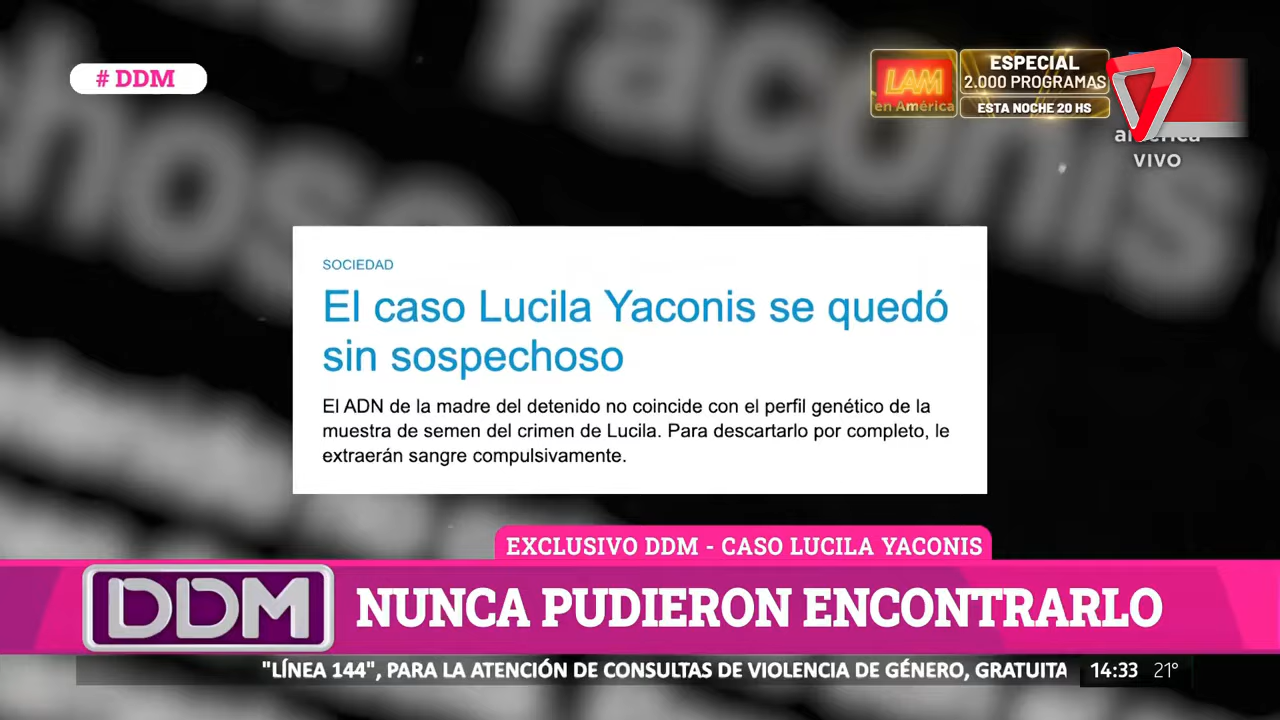 # DDM
LAM
en América
ESPECIAL
2.000 PROGRAMAS
ESTA NOCHE 20 HS
VIVO
SOCIEDAD
El caso Lucila Yaconis se quedó
sin sospechoso
El ADN de la madre del detenido no coincide con el perfil genético de la
muestra de semen del crimen de Lucila. Para descartarlo por completo, le
extraerán sangre compulsivamente.
EXCLUSIVO DDM - CASO LUCILA YACONIS
DDM
NUNCA PUDIERON ENCONTRARLO
"LÍNEA 144", PARA LA ATENCIÓN DE CONSULTAS DE VIOLENCIA DE GÉNERO, GRATUITA
14:33 21°